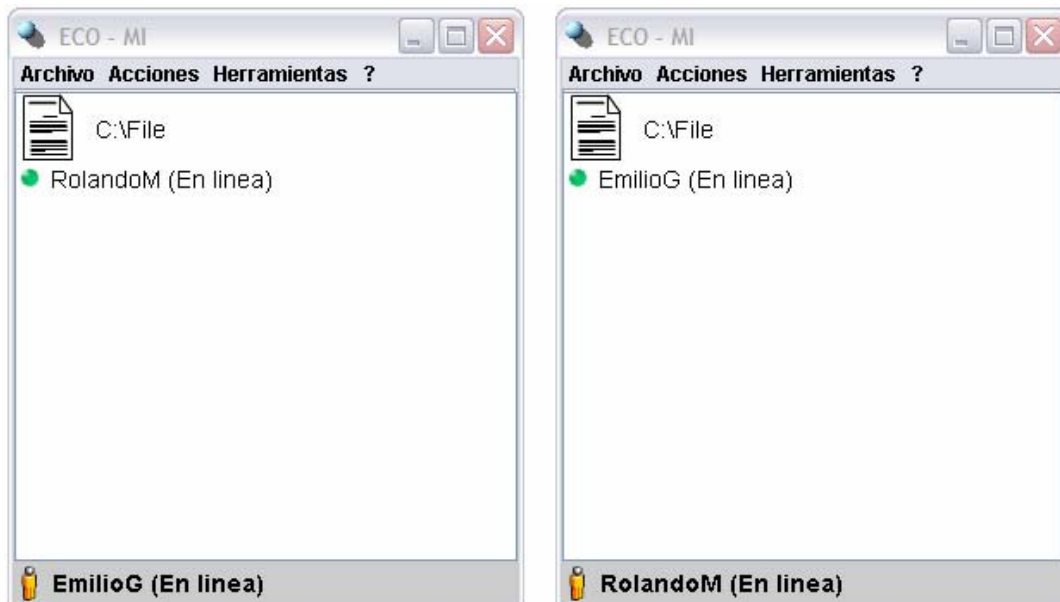 ECO - MI
Archivo Acciones Herramientas ?
C:\File
RolandoM (En linea)
EmilioG (En linea)
ECO - MI
Archivo Acciones Herramientas ?
C:\File
EmilioG (En linea)
RolandoM (En linea)